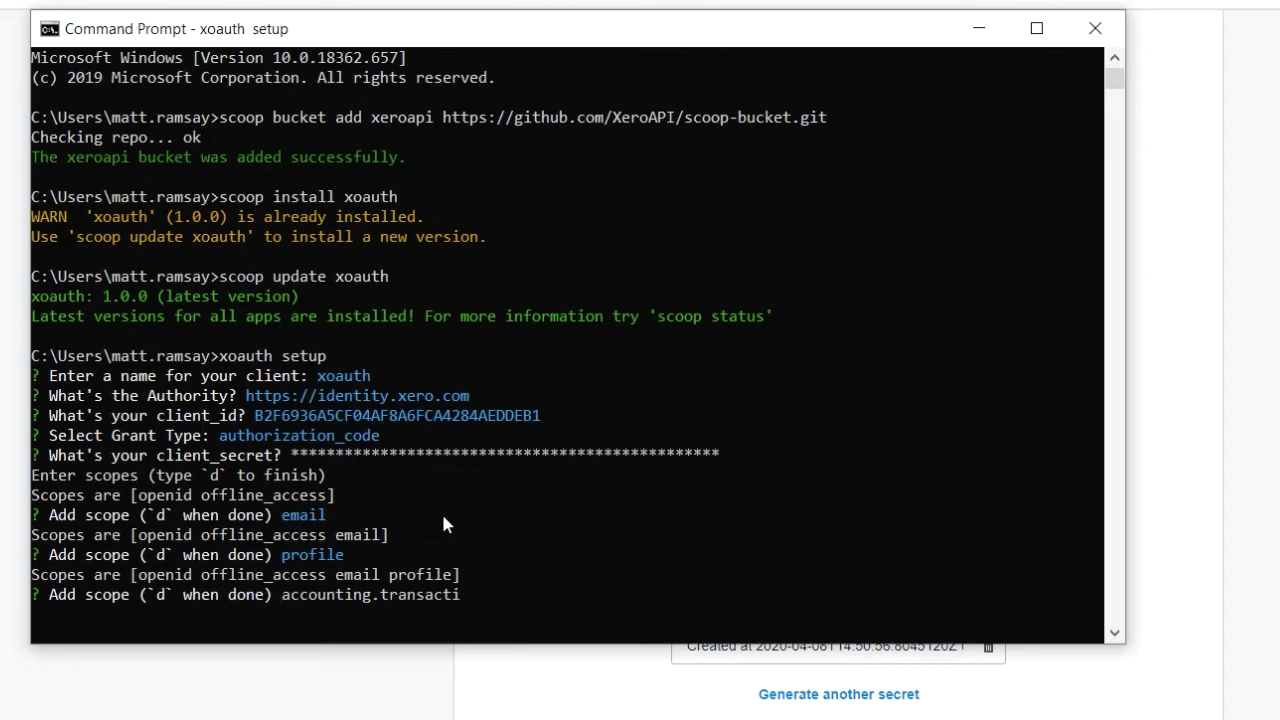 Command Prompt - xoauth setup
Microsoft Windows [Version 10.0.18362.657]
(c) 2019 Microsoft Corporation. All rights reserved.
C:\Users\matt.ramsay>scoop bucket add xeroapi https://github.com/XeroAPI/scoop-bucket.git
Checking repo... ok
The xeroapi bucket was added successfully.
C:\Users\matt.ramsay>scoop install xoauth
WARN  'xoauth' (1.0.0) is already installed.
Use 'scoop update xoauth' to install a new version.
C:\Users\matt.ramsay>scoop update xoauth
xoauth: 1.0.0 (latest version)
Latest versions for all apps are installed! For more information try 'scoop status'
C:\Users\matt.ramsay>xoauth setup
? Enter a name for your client: xoauth
? What's the Authority? https://identity.xero.com
? What's your client_id? B2F6936A5CF04AF8A6FCA4284AEDDEB1
? Select Grant Type: authorization_code
? What's your client_secret? ************************************************
Enter scopes (type `d` to finish)
Scopes are [openid offline_access]
? Add scope (`d` when done) email
Scopes are [openid offline_access email]
? Add scope (`d` when done) profile
Scopes are [openid offline_access email profile]
? Add scope (`d` when done) accounting.transacti
Created at 2020-04-08T14:50:56.8045120Z
Generate another secret